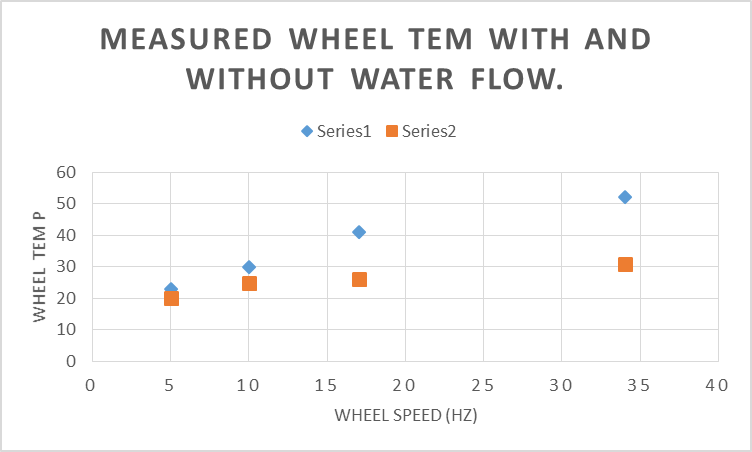 MEASURED WHEEL TEM WITH AND
WITHOUT WATER FLOW.
Series1 Series2
WHEEL TEM P
60
50
40
30
20
10
0
0 5 10 15 20 25 30 35 40
WHEEL SPEED (HZ)